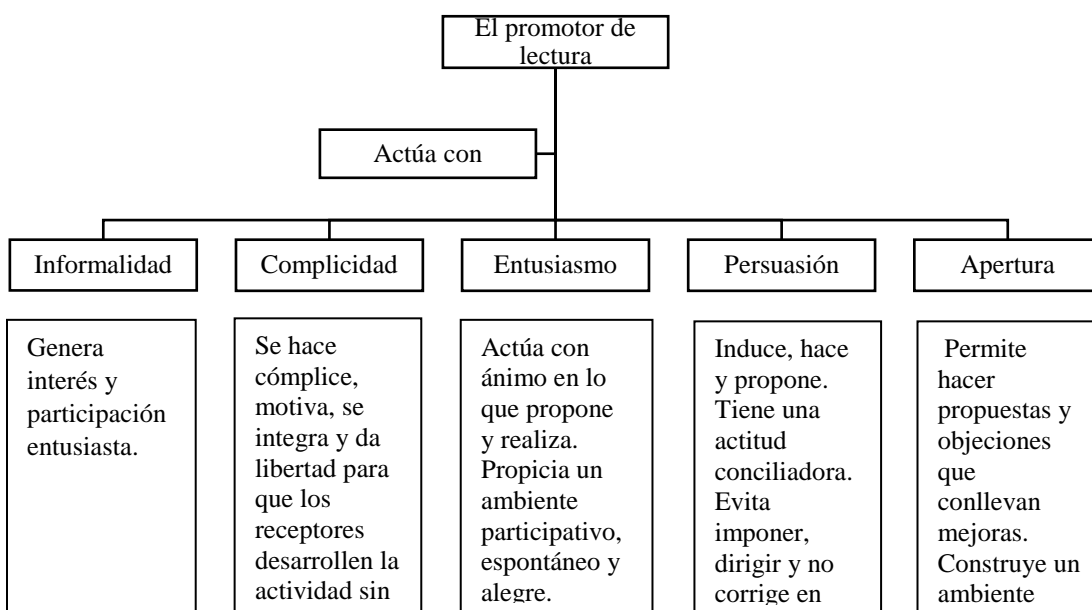 El promotor de
lectura
Actúa con
Informalidad
Complicidad
Entusiasmo
Persuasión
Apertura
Genera
interés y
participación
entusiasta.
Se hace
cómplice,
motiva, se
integra y da
libertad para
que los
receptores
desarrollen la
actividad sin
Actúa con
ánimo en lo
que propone
y realiza.
Propicia un
ambiente
participativo,
espontáneo y
alegre.
Induce, hace
y propone.
Tiene una
actitud
conciliadora.
Evita
imponer,
dirigir y no
corrige en
Permite
hacer
propuestas y
objeciones
que
conllevan
mejoras.
Construye un
ambiente